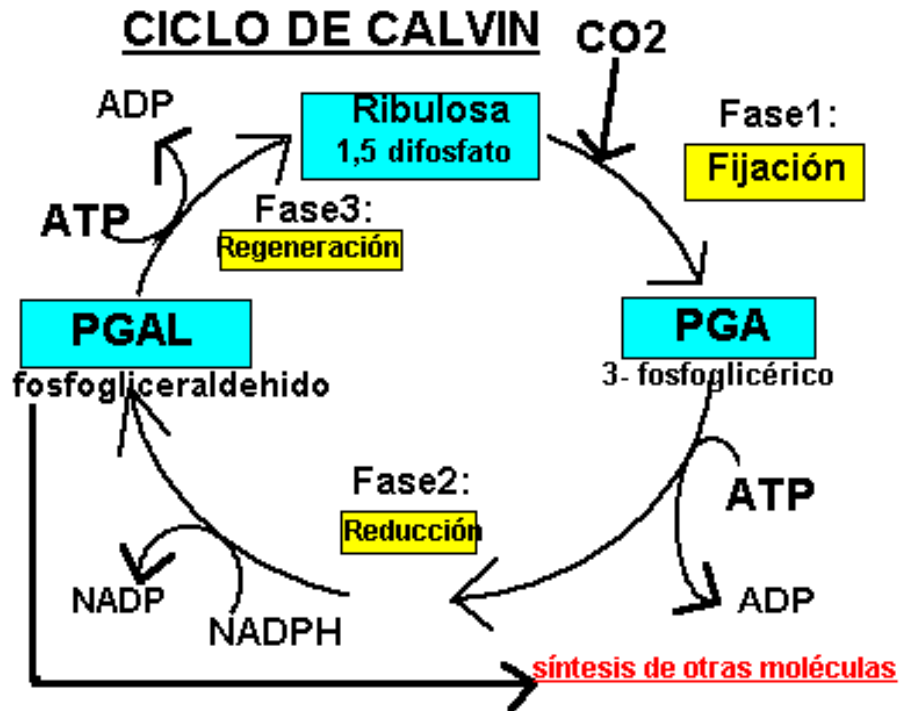 CICLO DE CALVIN
CO2
ADP
Ribulosa
1,5 difosfato
Fase1:
Fijación
ATP
Fase3:
Regeneración
PGAL
fosfogliceraldehido
PGA
3- fosfoglicérico
Fase2:
Reducción
ATP
ADP
NADP
NADPH
síntesis de otras moléculas